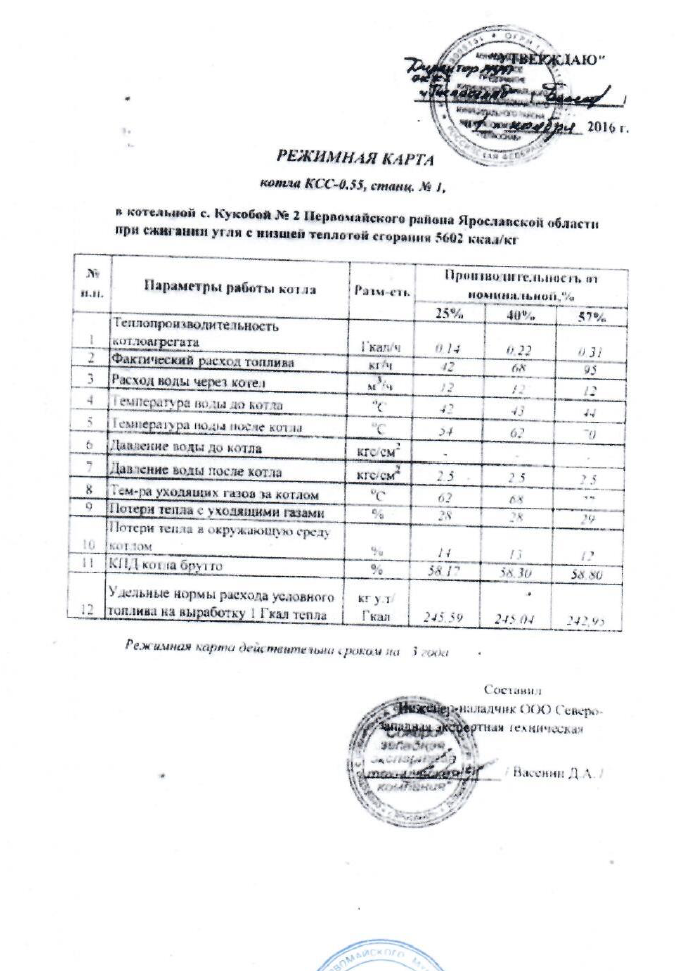 "УТВЕРЖДАЮ"
Директор МУП
ноября 2016 г.
РЕЖИМНАЯ КАРТА
котла КСС-0.55, станц. № 1,
в котельной с. Кукобой № 2 Первомайского района Ярославской области
при сжигании угля с низшей теплотой сгорания 5602 ккал/кг
№ п.п. Параметры работы котла Разм-сть Производительность от номинальной,%
25% 40% 57%
1 Теплопроизводительность котлоагрегата Гкал/ч 0.14 0.22 0.31
2 Фактический расход топлива кг/ч 42 68 95
3 Расход воды через котел м³/ч 12 12 12
4 Температура воды до котла °С 42 43 44
5 Температура воды после котла °С 54 62 70
6 Давление воды до котла кгс/см² - - -
7 Давление воды после котла кгс/см² 2.5 2.5 2.5
8 Тем-ра уходящих газов за котлом °С 62 68
9 Потери тепла с уходящими газами % 28 28 29
10 Потери тепла в окружающую среду котлом % 14 13 12
11 КПД котла брутто % 58.17 58.30 58.80
12 Удельные нормы расхода условного топлива на выработку 1 Гкал тепла кг у.т/Гкал 245.59 245.04 242,95
Режимная карта действительна сроком на 3 года
Составил
Инженер-наладчик ООО Северо-
западная экспертная техническая
компания"
/ Васенин Д.А. /
ПЕРВОМАЙСКОГО